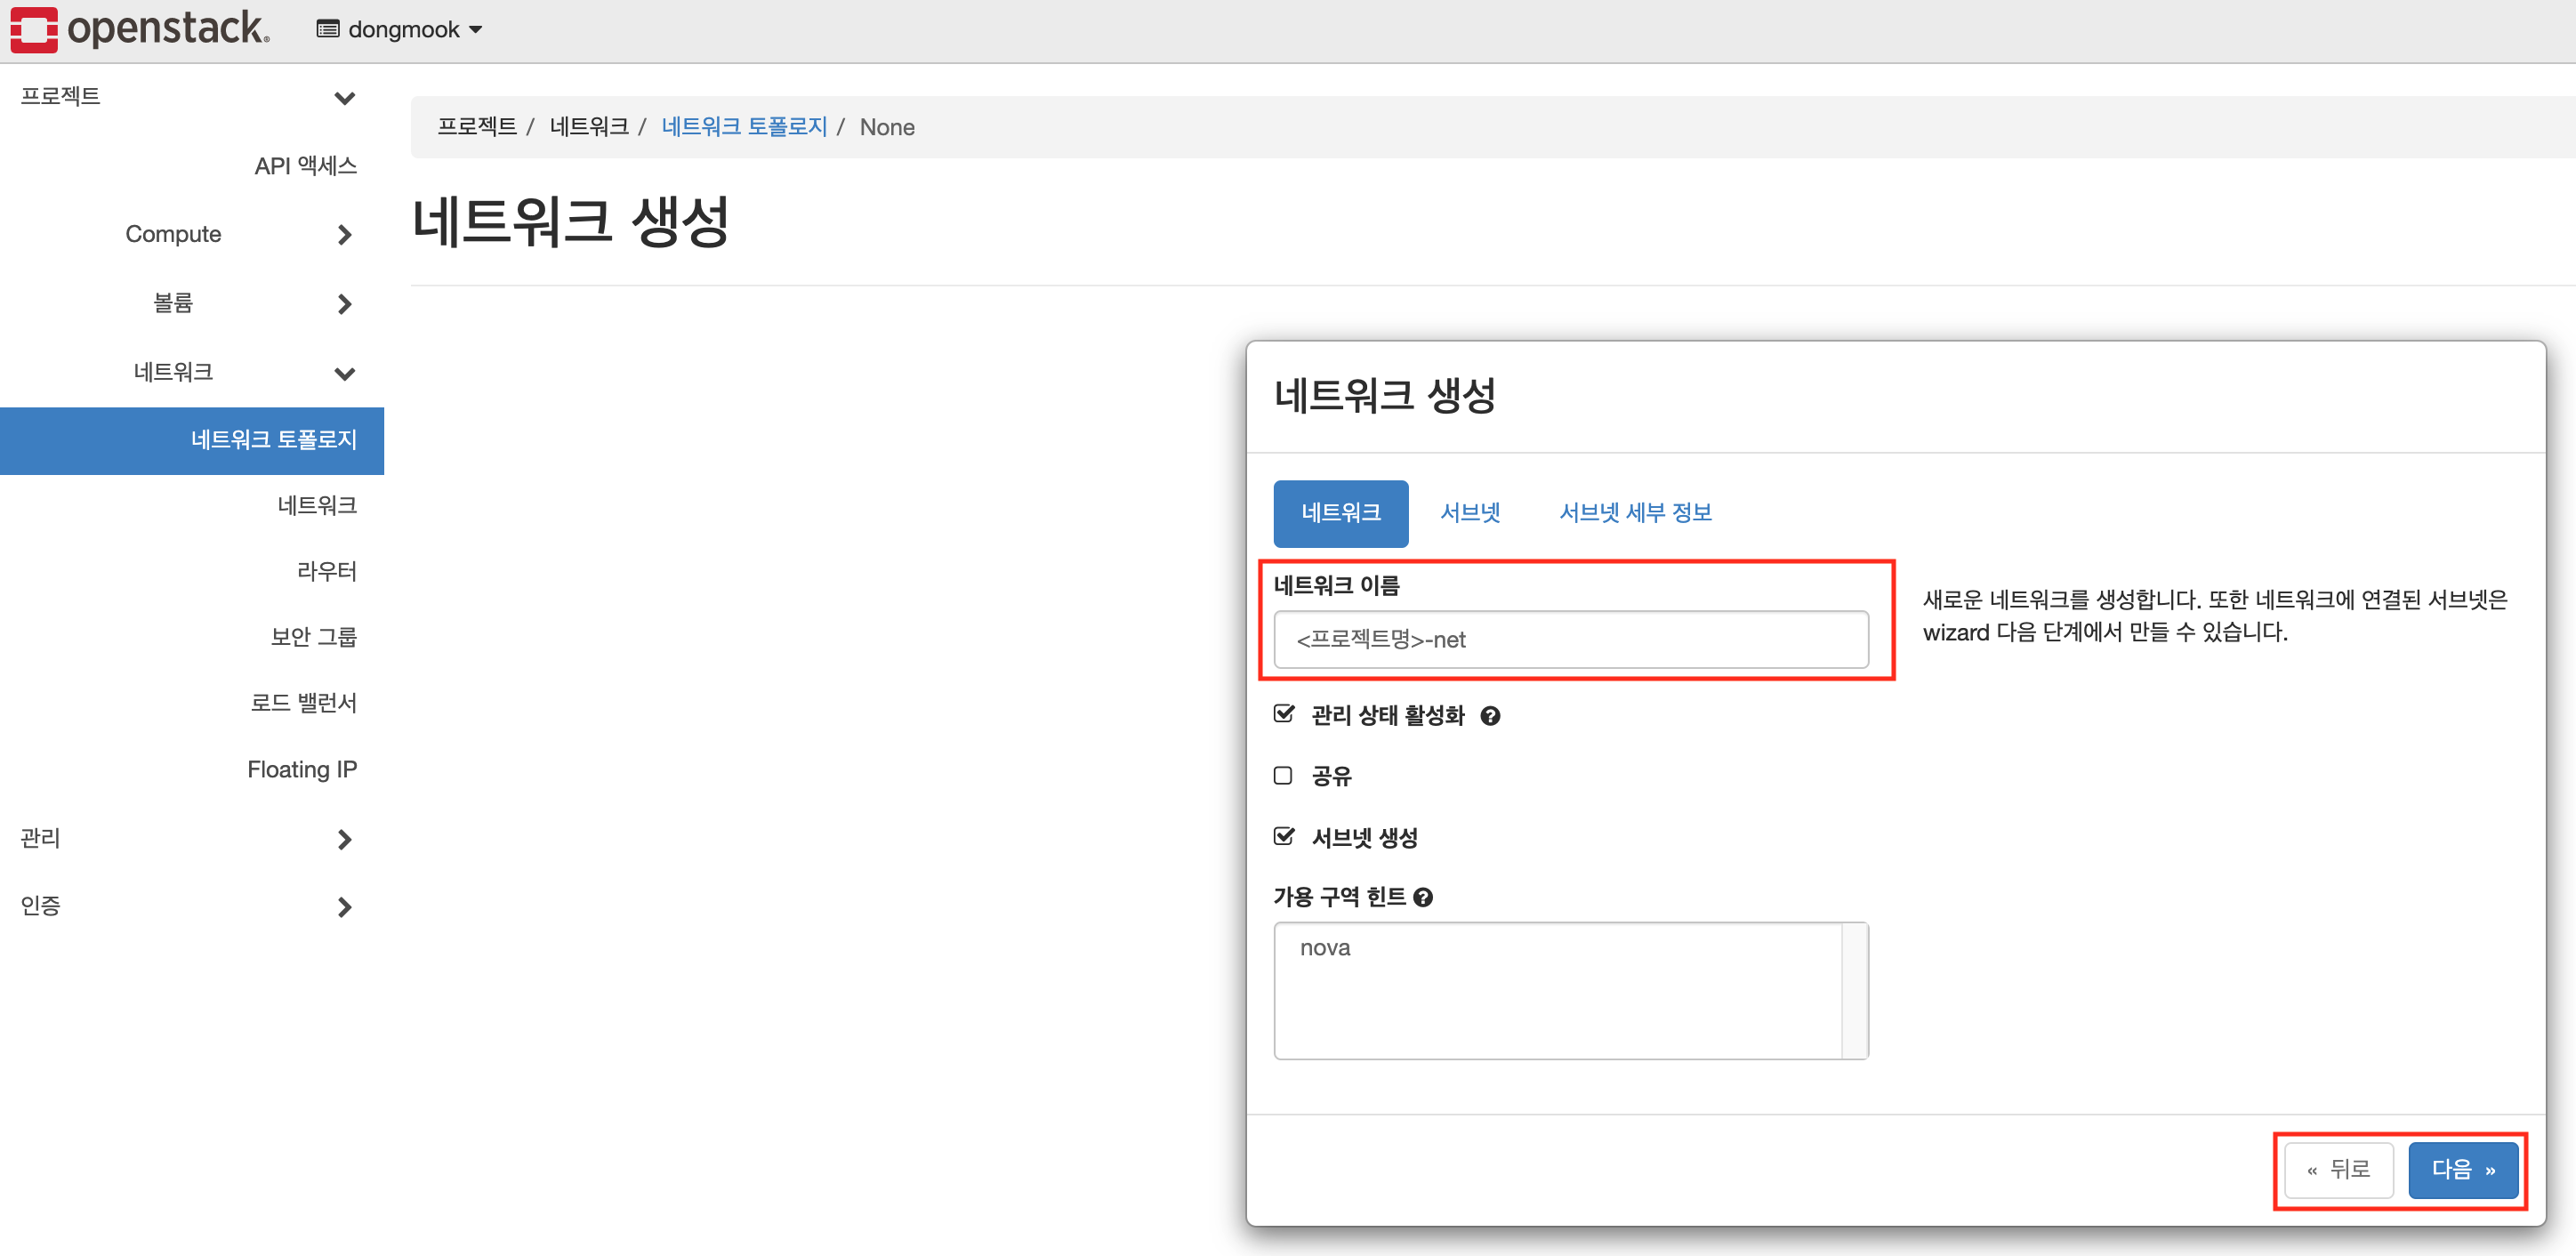 openstack.
dongmook
프로젝트
API 액세스
Compute
볼륨
네트워크
네트워크 토폴로지
네트워크
라우터
보안 그룹
로드 밸런서
Floating IP
관리
인증
프로젝트 / 네트워크 / 네트워크 토폴로지 / None
네트워크 생성
네트워크 생성
네트워크 서브넷 서브넷 세부 정보
네트워크 이름
<프로젝트명>-net
관리 상태 활성화
공유
서브넷 생성
가용 구역 힌트
nova
새로운 네트워크를 생성합니다. 또한 네트워크에 연결된 서브넷은
wizard 다음 단계에서 만들 수 있습니다.
« 뒤로 다음 »